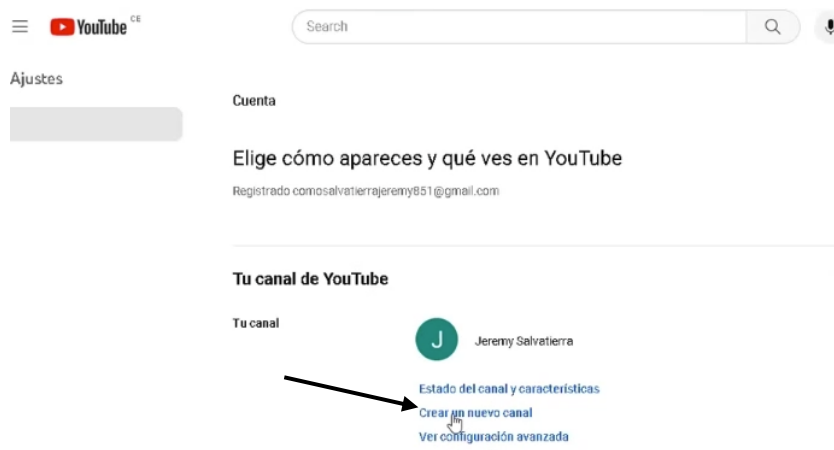 YouTube CE
Search
Ajustes
Cuenta
Elige cómo apareces y qué ves en YouTube
Registrado comosalvatierrajeremy851@gmail.com
Tu canal de YouTube
Tu canal
J
Jeremy Salvatierra
Estado del canal y características
Crear un nuevo canal
Ver configuración avanzada